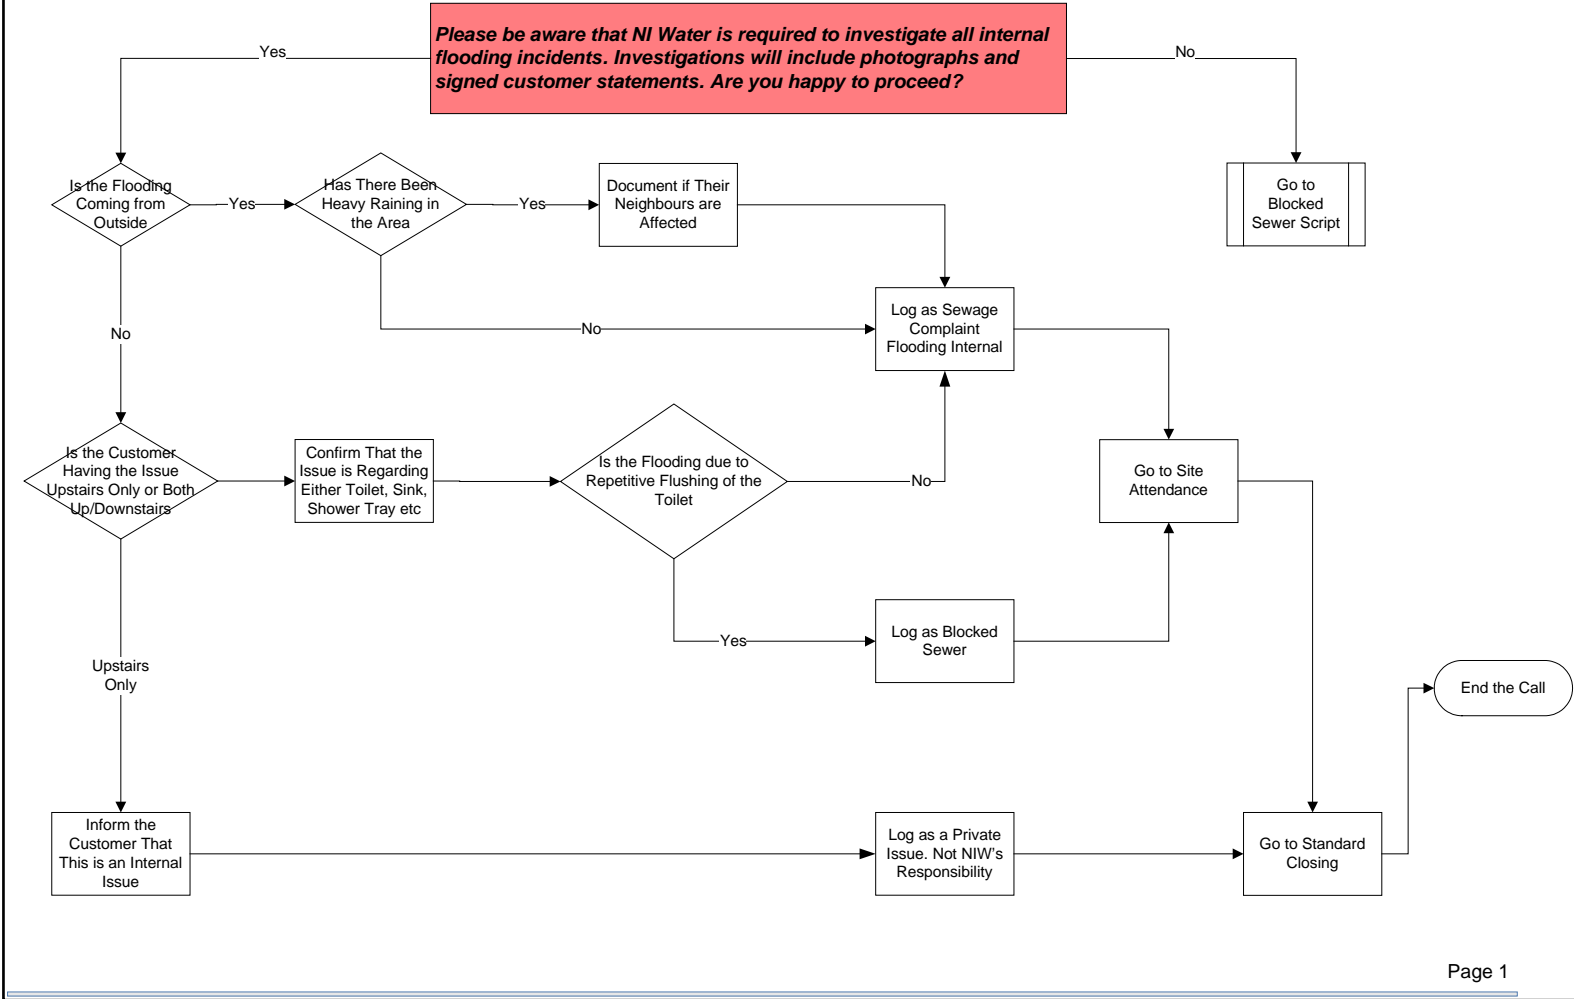 Please be aware that NI Water is required to investigate all internal
flooding incidents. Investigations will include photographs and
signed customer statements. Are you happy to proceed?
Yes
No
Is the Flooding
Coming from
Outside
Yes
Has There Been
Heavy Raining in
the Area
Yes
Document if Their
Neighbours are
Affected
Go to
Blocked
Sewer Script
No
No
Log as Sewage
Complaint
Flooding Internal
Is the Customer
Having the Issue
Upstairs Only or Both
Up/Downstairs
Confirm That the
Issue is Regarding
Either Toilet, Sink,
Shower Tray etc
Is the Flooding due to
Repetitive Flushing of the
Toilet
No
Go to Site
Attendance
Yes
Log as Blocked
Sewer
Upstairs
Only
End the Call
Inform the
Customer That
This is an Internal
Issue
Log as a Private
Issue. Not NIW's
Responsibility
Go to Standard
Closing
Page 1